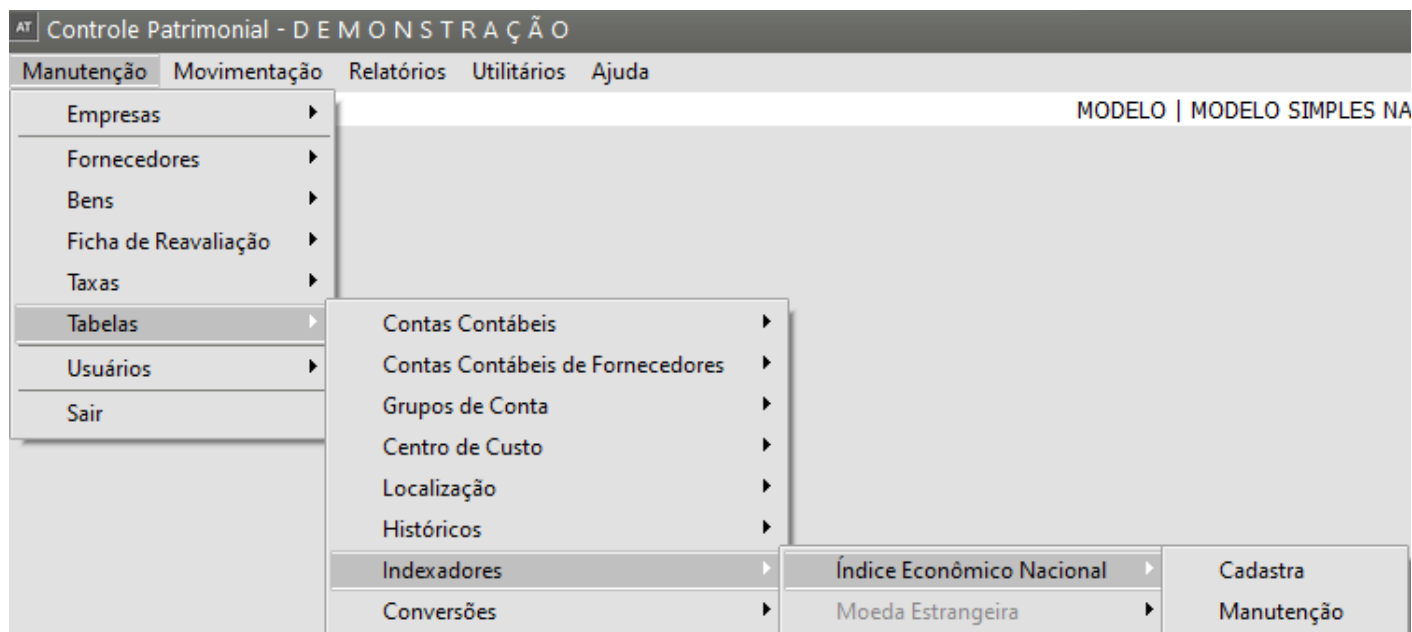 AT Controle Patrimonial - D E M O N S T R A Ç Ã O
Manutenção Movimentação Relatórios Utilitários Ajuda
MODELO | MODELO SIMPLES NA
Empresas
Fornecedores
Bens
Ficha de Reavaliação
Taxas
Tabelas
Usuários
Sair
Contas Contábeis
Contas Contábeis de Fornecedores
Grupos de Conta
Centro de Custo
Localização
Históricos
Indexadores
Conversões
Índice Econômico Nacional
Moeda Estrangeira
Cadastra
Manutenção